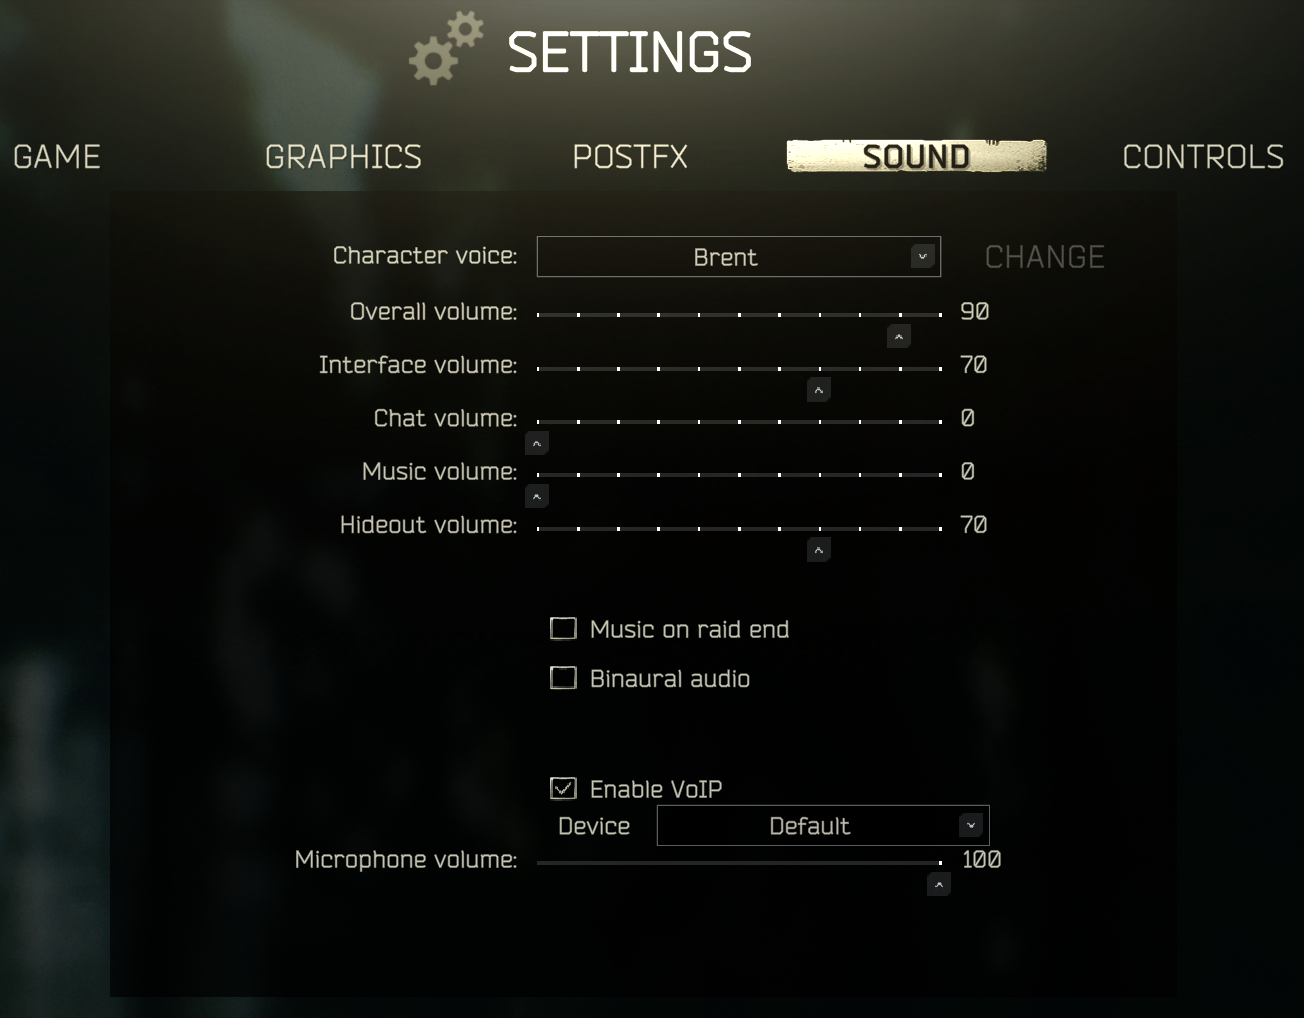 SETTINGS
GAME GRAPHICS POSTFX SOUND CONTROLS
Character voice: Brent CHANGE
Overall volume: 90
Interface volume: 70
Chat volume: 0
Music volume: 0
Hideout volume: 70
Music on raid end
Binaural audio
Enable VoIP
Device Default
Microphone volume: 100